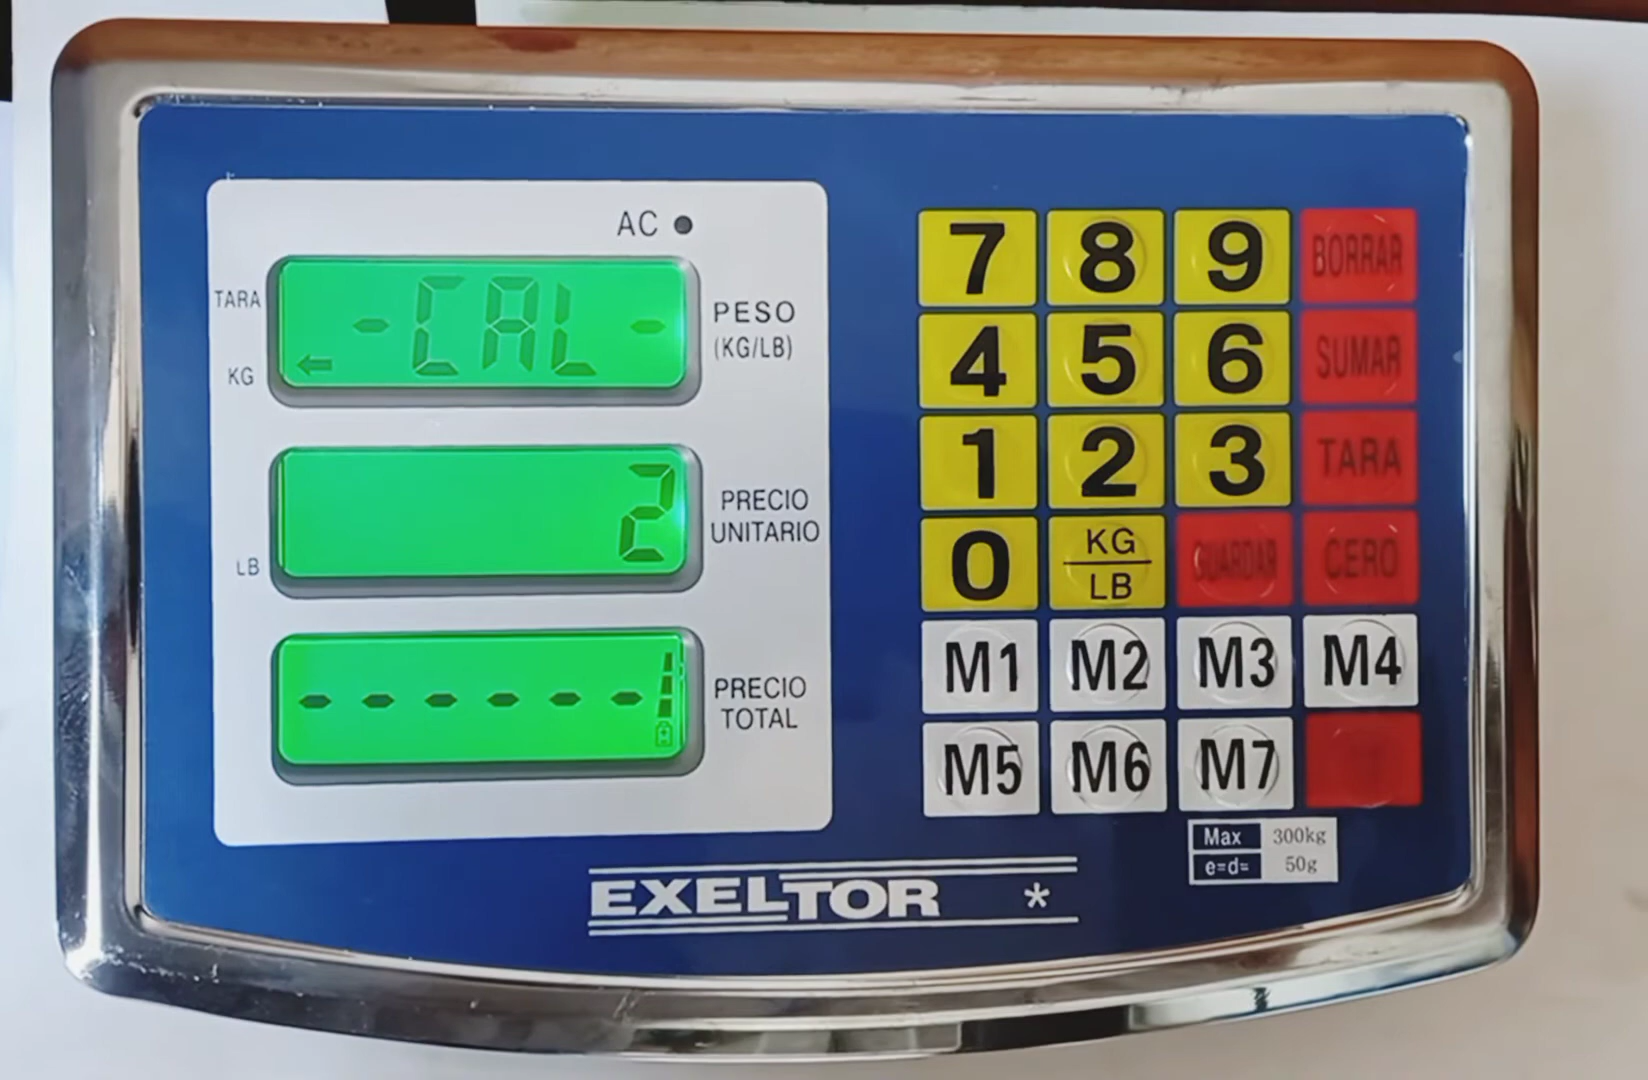 AC
TARA
KG
-CAL-
PESO
(KG/LB)
LB
2
PRECIO
UNITARIO
------
PRECIO
TOTAL
7 8 9 BORRAR
4 5 6 SUMAR
1 2 3 TARA
0 KG/LB GUARDAR CERO
M1 M2 M3 M4
M5 M6 M7
Max 300kg
e=d= 50g
EXELTOR *